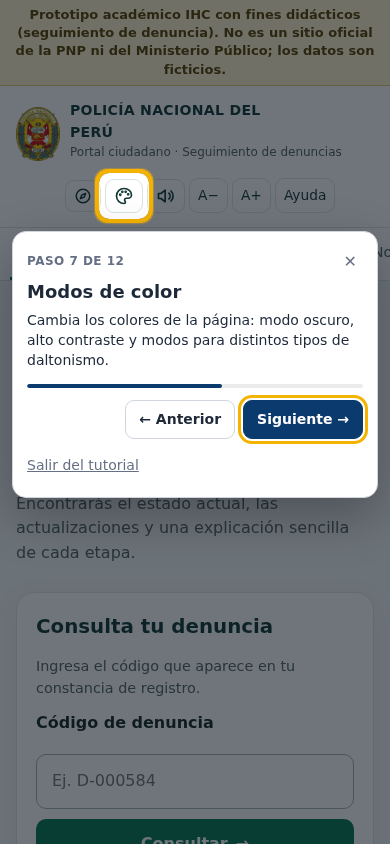 Prototipo académico IHC con fines didácticos
(seguimiento de denuncia). No es un sitio oficial
de la PNP ni del Ministerio Público; los datos son
ficticios.
POLICÍA NACIONAL DEL
PERÚ
Portal ciudadano · Seguimiento de denuncias
A− A+ Ayuda
No
PASO 7 DE 12 ✕
Modos de color
Cambia los colores de la página: modo oscuro,
alto contraste y modos para distintos tipos de
daltonismo.
← Anterior Siguiente →
Salir del tutorial
Encontrarás el estado actual, las
actualizaciones y una explicación sencilla
de cada etapa.
Consulta tu denuncia
Ingresa el código que aparece en tu
constancia de registro.
Código de denuncia
Ej. D-000584
Consultar →